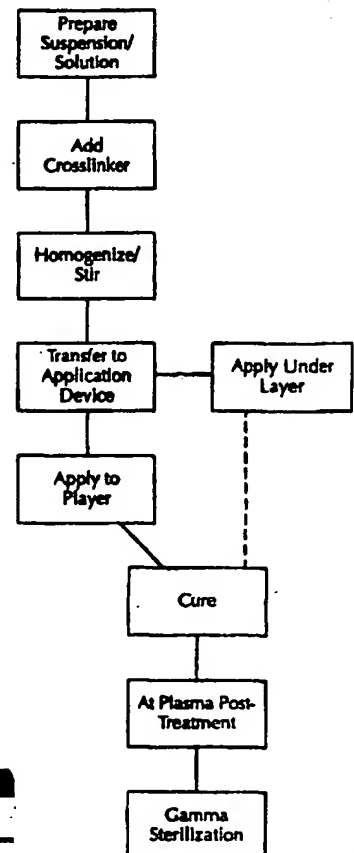 Prepare
Suspension/
Solution
Add
Crosslinker
Homogenize/
Stir
Transfer to
Application
Device
Apply Under
Layer
Apply to
Player
Cure
At Plasma Post-
Treatment
Gamma
Sterilization